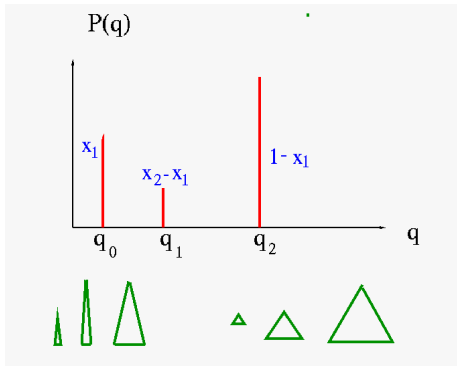 P(q)
x₁
x₂-x₁
1-x₁
q₀
q₁
q₂
q